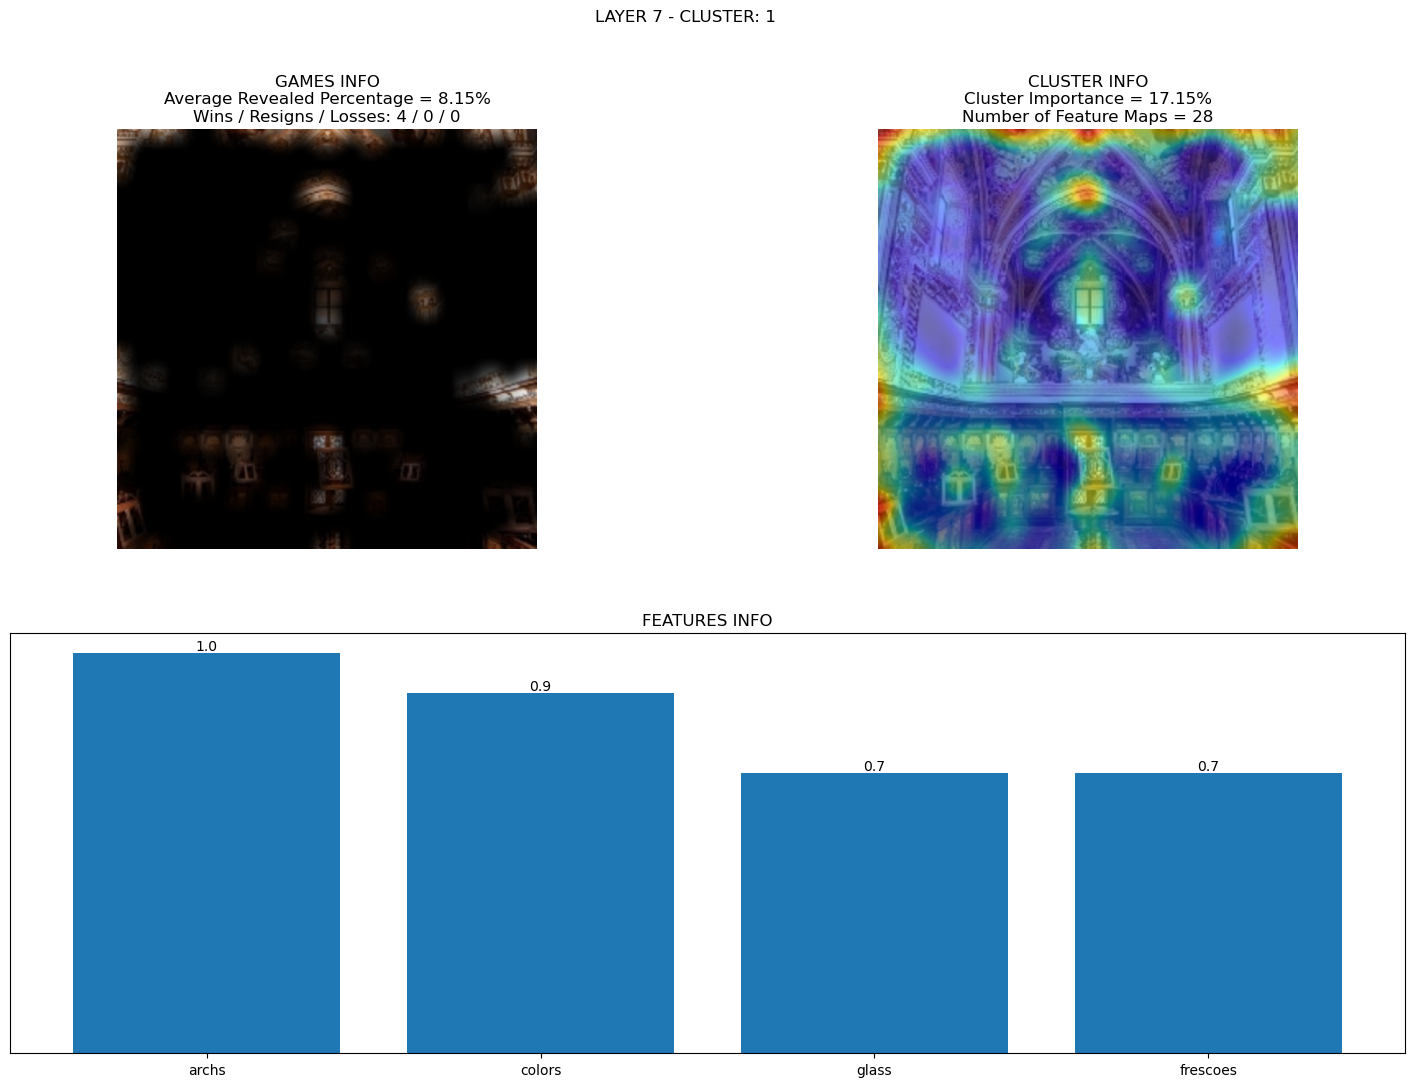 LAYER 7 - CLUSTER: 1
GAMES INFO
Average Revealed Percentage = 8.15%
Wins / Resigns / Losses: 4 / 0 / 0
CLUSTER INFO
Cluster Importance = 17.15%
Number of Feature Maps = 28
FEATURES INFO
1.0
0.9
0.7
0.7
archs
colors
glass
frescoes